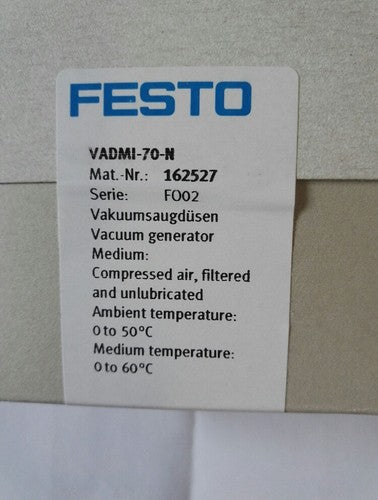 FESTO
VADMI-70-N
Mat.-Nr.: 162527
Serie: FO02
Vakuumsaugdüsen
Vacuum generator
Medium:
Compressed air, filtered
and unlubricated
Ambient temperature:
0 to 50°C
Medium temperature:
0 to 60°C